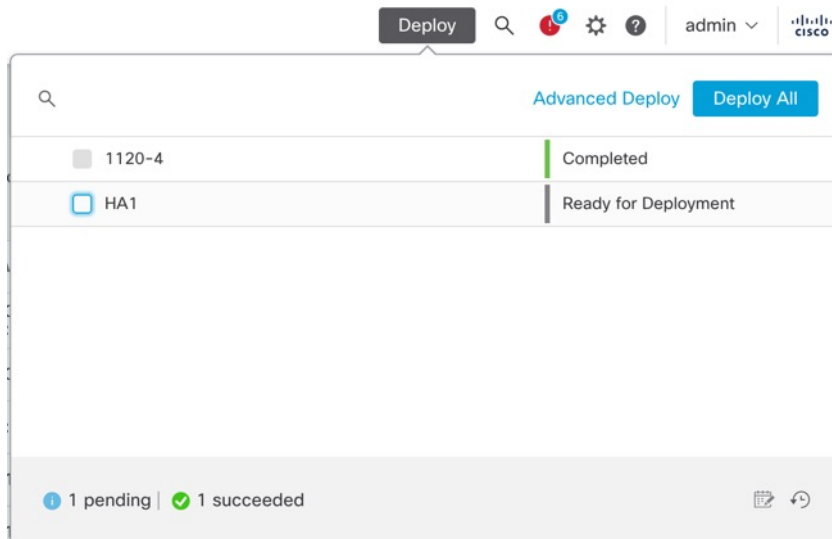 Deploy 6 admin cisco
Advanced Deploy Deploy All
1120-4 Completed
HA1 Ready for Deployment
1 pending 1 succeeded